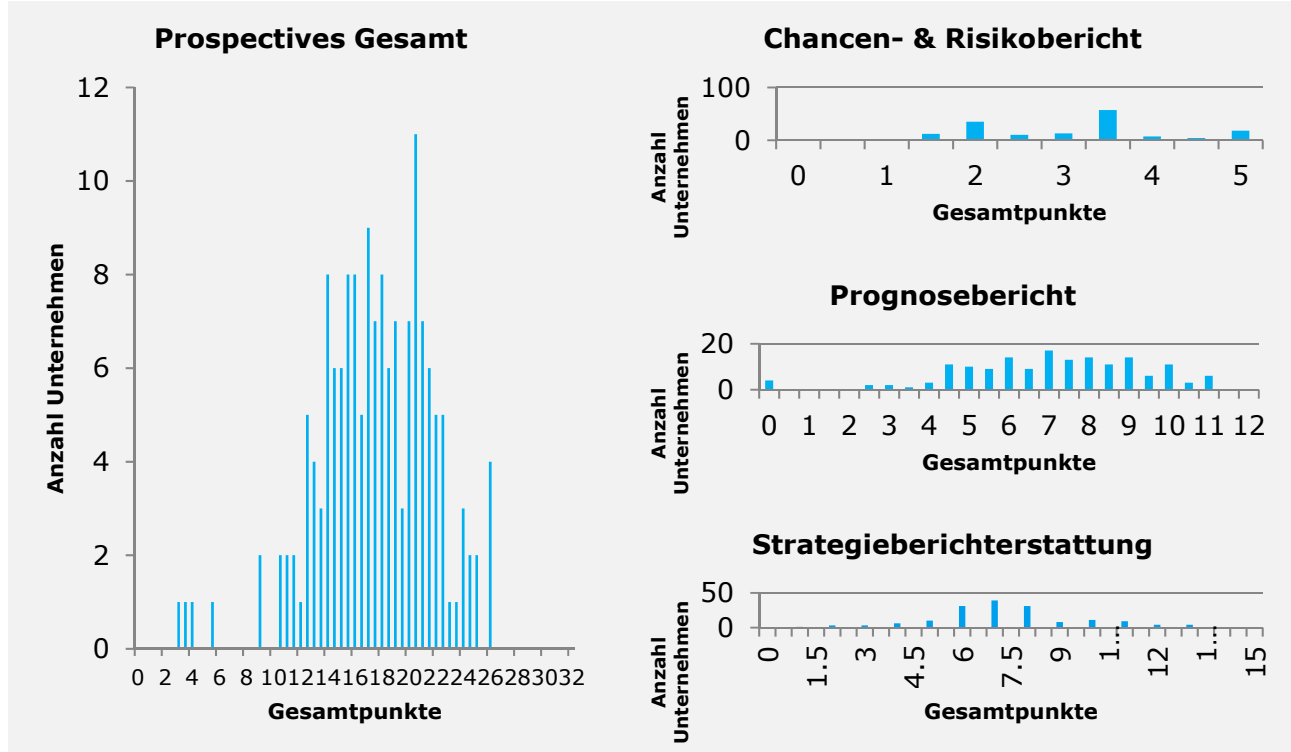 Prospectives Gesamt
12
10
8
6
4
2
0
Anzahl Unternehmen
0 2 4 6 8 10 12 14 16 18 20 22 24 26 28 30 32
Gesamtpunkte
Chancen- & Risikobericht
Anzahl
Unternehmen
100
0
0 1 2 3 4 5
Gesamtpunkte
Prognosebericht
Anzahl
Unternehmen
20
0
0 1 2 3 4 5 6 7 8 9 10 11 12
Gesamtpunkte
Strategieberichterstattung
Anzahl
Unternehmen
50
0
0 1.5 3 4.5 6 7.5 9 1… 12 1… 15
Gesamtpunkte